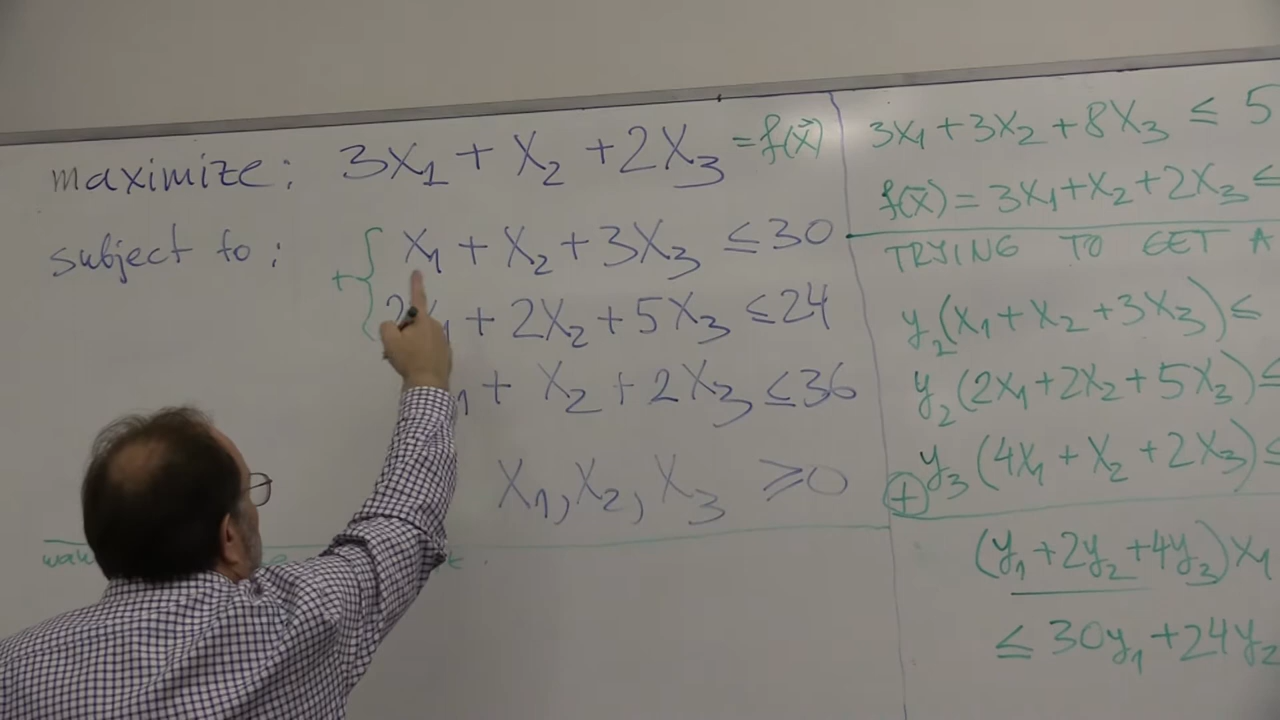 maximize: 3X₁ + X₂ + 2X₃ = f(x⃗)
subject to: + { X₁ + X₂ + 3X₃ ≤ 30
2X₁ + 2X₂ + 5X₃ ≤ 24
₁ + X₂ + 2X₃ ≤ 36
X₁, X₂, X₃ ≥ 0
3X₁ + 3X₂ + 8X₃ ≤ 5
f(x⃗) = 3X₁ + X₂ + 2X₃ ≤
TRYING TO GET A
y₂(X₁ + X₂ + 3X₃) ≤
y₂(2X₁ + 2X₂ + 5X₃) ≤
⊕ y₃(4X₁ + X₂ + 2X₃) ≤
(y₁ + 2y₂ + 4y₃)X₁
≤ 30y₁ + 24y₂